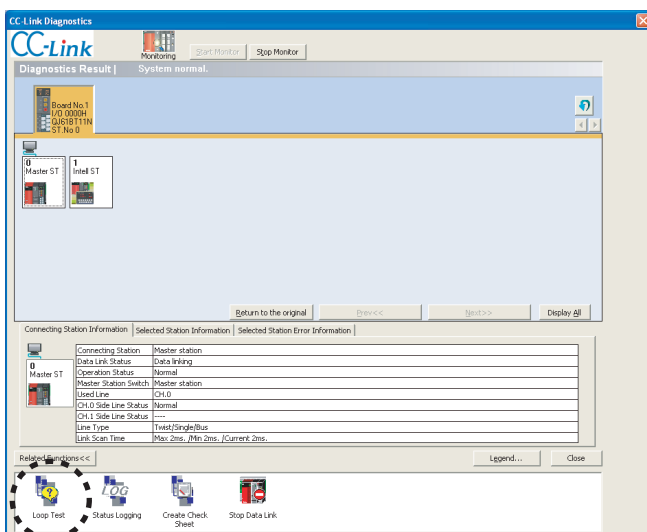 CC-Link Diagnostics
CC-Link
Monitoring
Start Monitor
Stop Monitor
Diagnostics Result | System normal.
Board No.1
I/O 0000H
QJ61BT11N
ST.No 0
0
Master ST
1
Intell ST
Return to the original
Prev<<
Next>>
Display All
Connecting Station Information
Selected Station Information
Selected Station Error Information
0
Master ST
Connecting Station Master station
Data Link Status Data linking
Operation Status Normal
Master Station Switch Master station
Used Line CH.0
CH.0 Side Line Status Normal
CH.1 Side Line Status ----
Line Type Twist/Single/Bus
Link Scan Time Max 2ms. /Min 2ms. /Current 2ms.
Related Functions<<
Legend...
Close
LOG
Loop Test
Status Logging
Create Check
Sheet
Stop Data Link